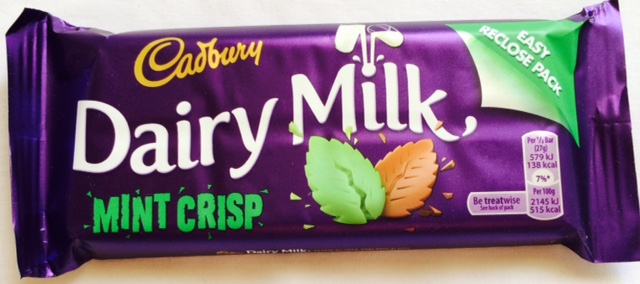 Cadbury
Dairy Milk
MINT CRISP
EASY
RECLOSE PACK
Be treatwise
See back of pack
Per 1/2 Bar
(27g)
579 kJ
138 kcal
7%*
Per 100g
2145 kJ
515 kcal
Dairy Milk